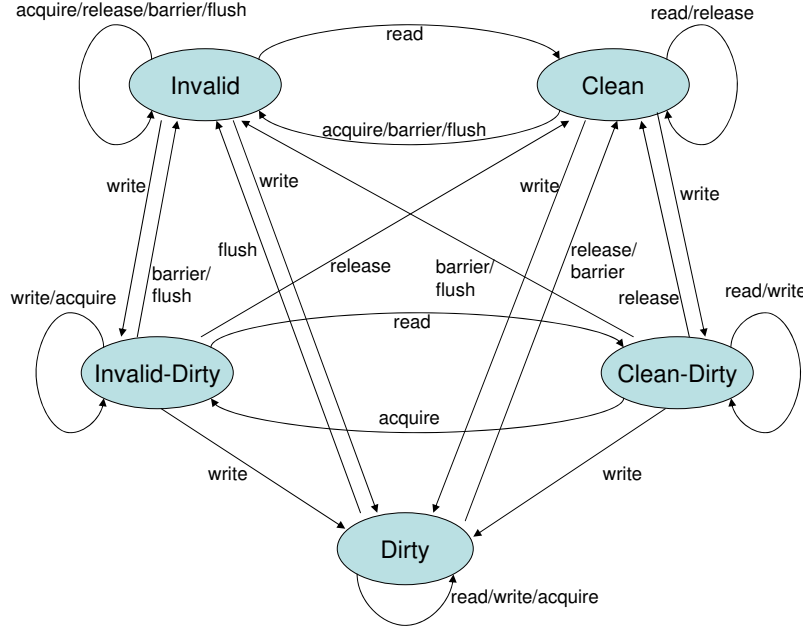 acquire/release/barrier/flush
read/release
read
Invalid
Clean
acquire/barrier/flush
write
write
write
write
flush
release
barrier/
flush
release/
barrier
barrier/
flush
release
write/acquire
read/write
read
Invalid-Dirty
Clean-Dirty
acquire
write
write
Dirty
read/write/acquire